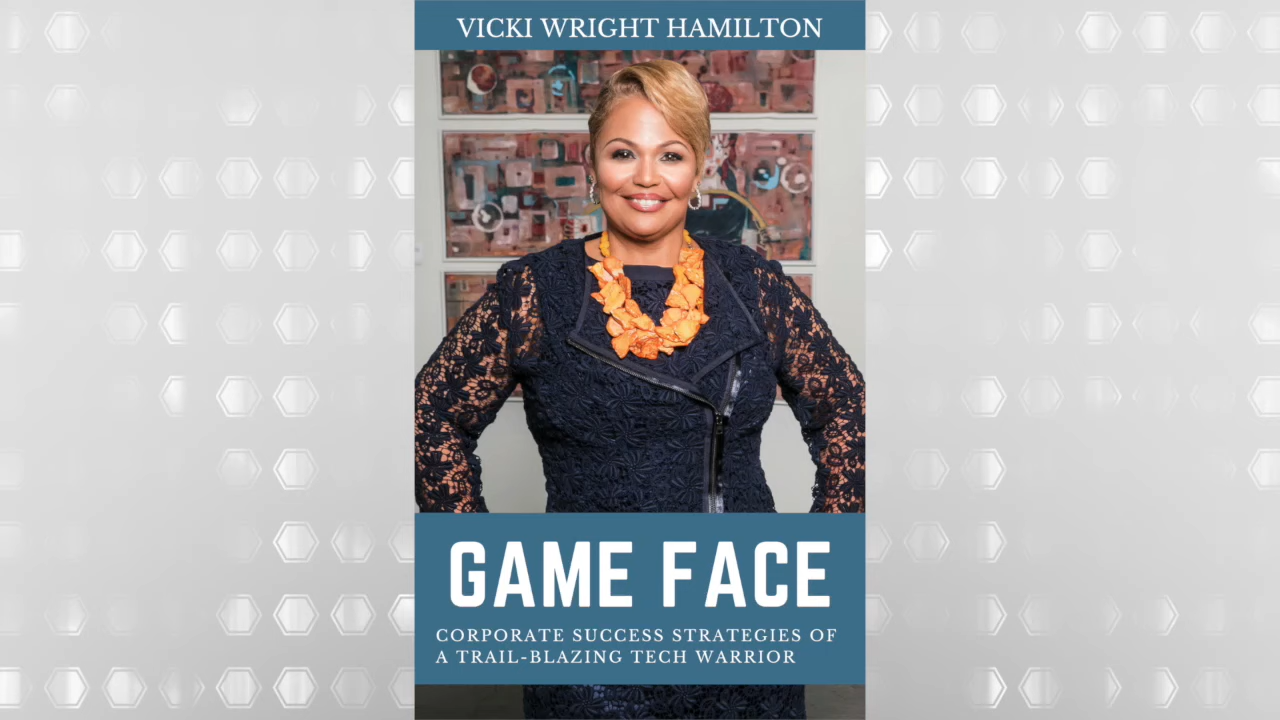 VICKI WRIGHT HAMILTON
GAME FACE
CORPORATE SUCCESS STRATEGIES OF
A TRAIL-BLAZING TECH WARRIOR